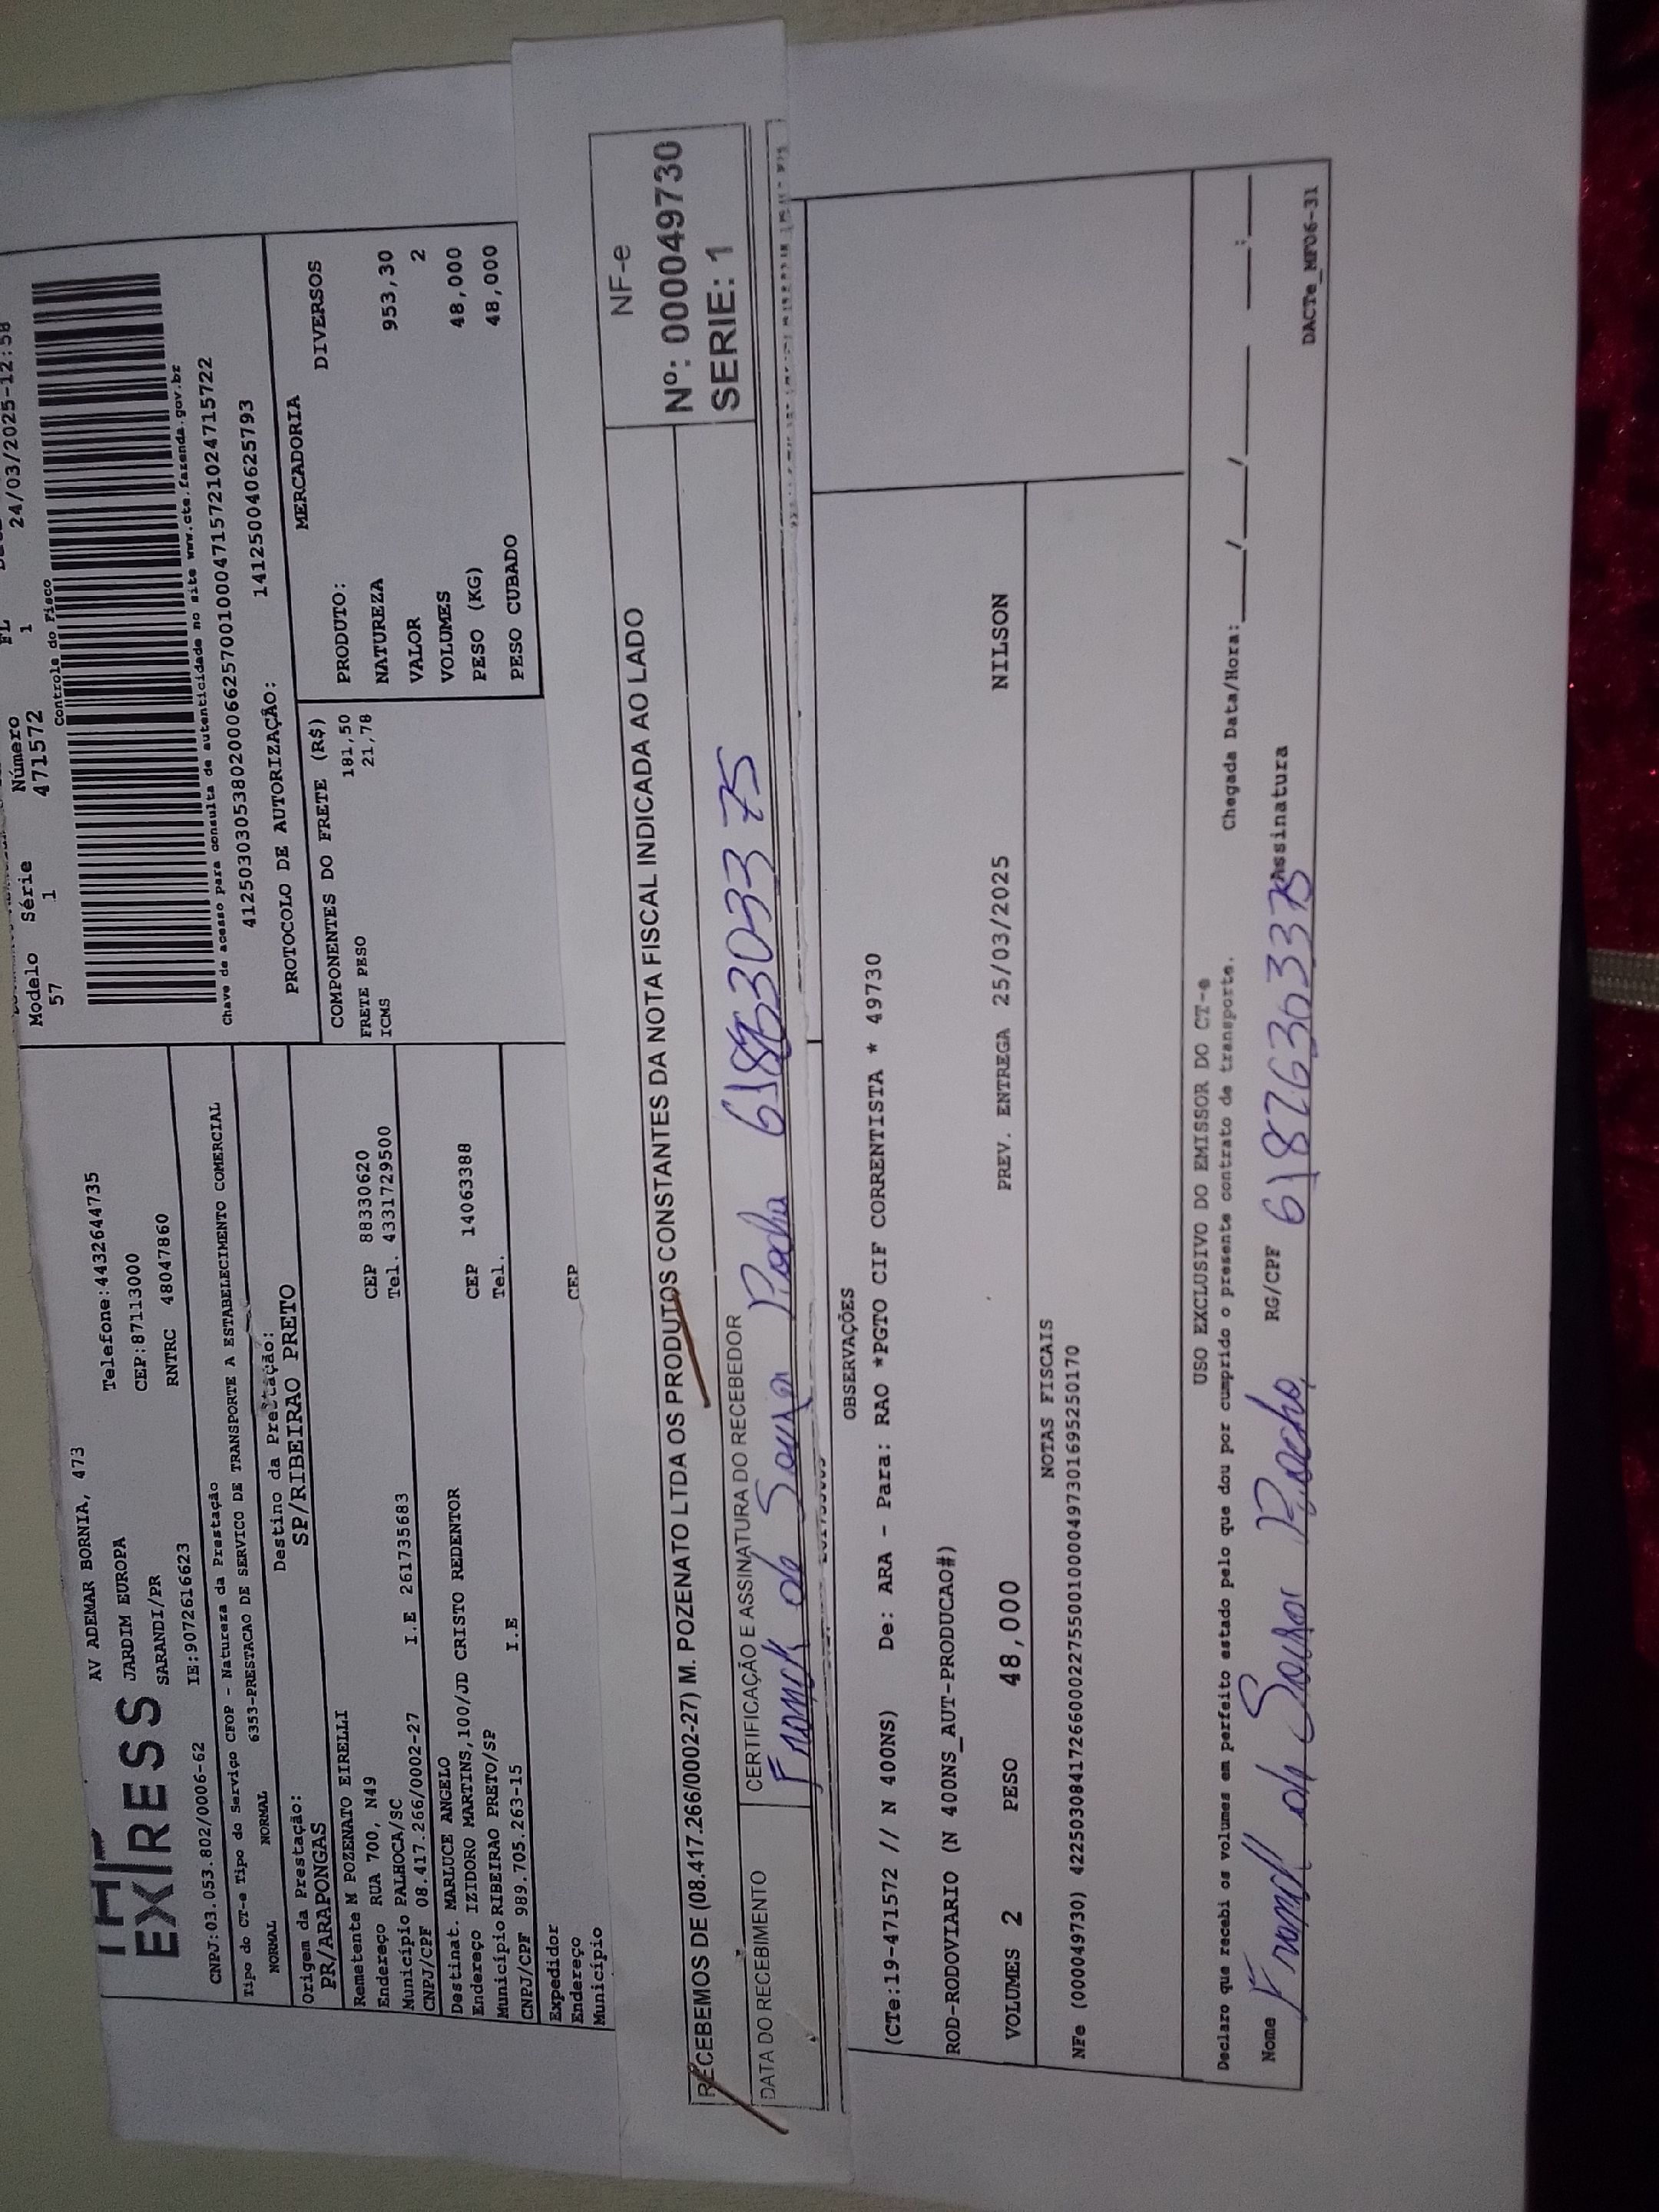 EXPRESS
AV ADEMAR BORNIA, 473
JARDIM EUROPA
Telefone:4432644735
SARANDI/PR
CEP:87113000
CNPJ:03.053.802/0006-62
IE:9072616623
RNTRC 48047860
Modelo Série Número FL
57 1 471572 1 24/03/2025-12:58
Controle do Fisco
Chave de acesso para consulta de autenticidade no site www.cte.fazenda.gov.br
41250303053802000662570010004715721024715722
PROTOCOLO DE AUTORIZAÇÃO: 141250040625793
Tipo do CT-e Tipo do Serviço CFOP - Natureza da Prestação
NORMAL NORMAL 6353-PRESTACAO DE SERVICO DE TRANSPORTE A ESTABELECIMENTO COMERCIAL
Origem da Prestação: Destino da Prestação:
PR/ARAPONGAS SP/RIBEIRAO PRETO
Remetente M POZENATO EIRELLI
Endereço RUA 700, N49 CEP 88330620
Município PALHOCA/SC Tel. 4331729500
CNPJ/CPF 08.417.266/0002-27 I.E 261735683
Destinat. MARLUCE ANGELO
Endereço IZIDORO MARTINS,100/JD CRISTO REDENTOR CEP 14063388
Município RIBEIRAO PRETO/SP Tel.
CNPJ/CPF 989.705.263-15 I.E
Expedidor
Endereço CEP
Município
COMPONENTES DO FRETE (R$)
FRETE PESO 181,50
ICMS 21,78
MERCADORIA
PRODUTO: DIVERSOS
NATUREZA
VALOR 953,30
VOLUMES 2
PESO (KG) 48,000
PESO CUBADO 48,000
RECEBEMOS DE (08.417.266/0002-27) M. POZENATO LTDA OS PRODUTOS CONSTANTES DA NOTA FISCAL INDICADA AO LADO
NF-e
Nº: 000049730
SERIE: 1
DATA DO RECEBIMENTO
CERTIFICAÇÃO E ASSINATURA DO RECEBEDOR
de Sousa
OBSERVAÇÕES
(CTe:19-471572 // N 400NS) De: ARA - Para: RAO *PGTO CIF CORRENTISTA * 49730
ROD-RODOVIARIO (N 400NS_AUT-PRODUCAO#)
VOLUMES 2 PESO 48,000 PREV. ENTREGA 25/03/2025 NILSON
NOTAS FISCAIS
NFe (000049730) 42250308417266000227550010000497301695250170
USO EXCLUSIVO DO EMISSOR DO CT-e
Declaro que recebi os volumes em perfeito estado pelo que dou por cumprido o presente contrato de transporte. Chegada Data/Hora:___/___/___ ___:___
Nome de Sousa RG/CPF Assinatura
DACTe_MF06-31